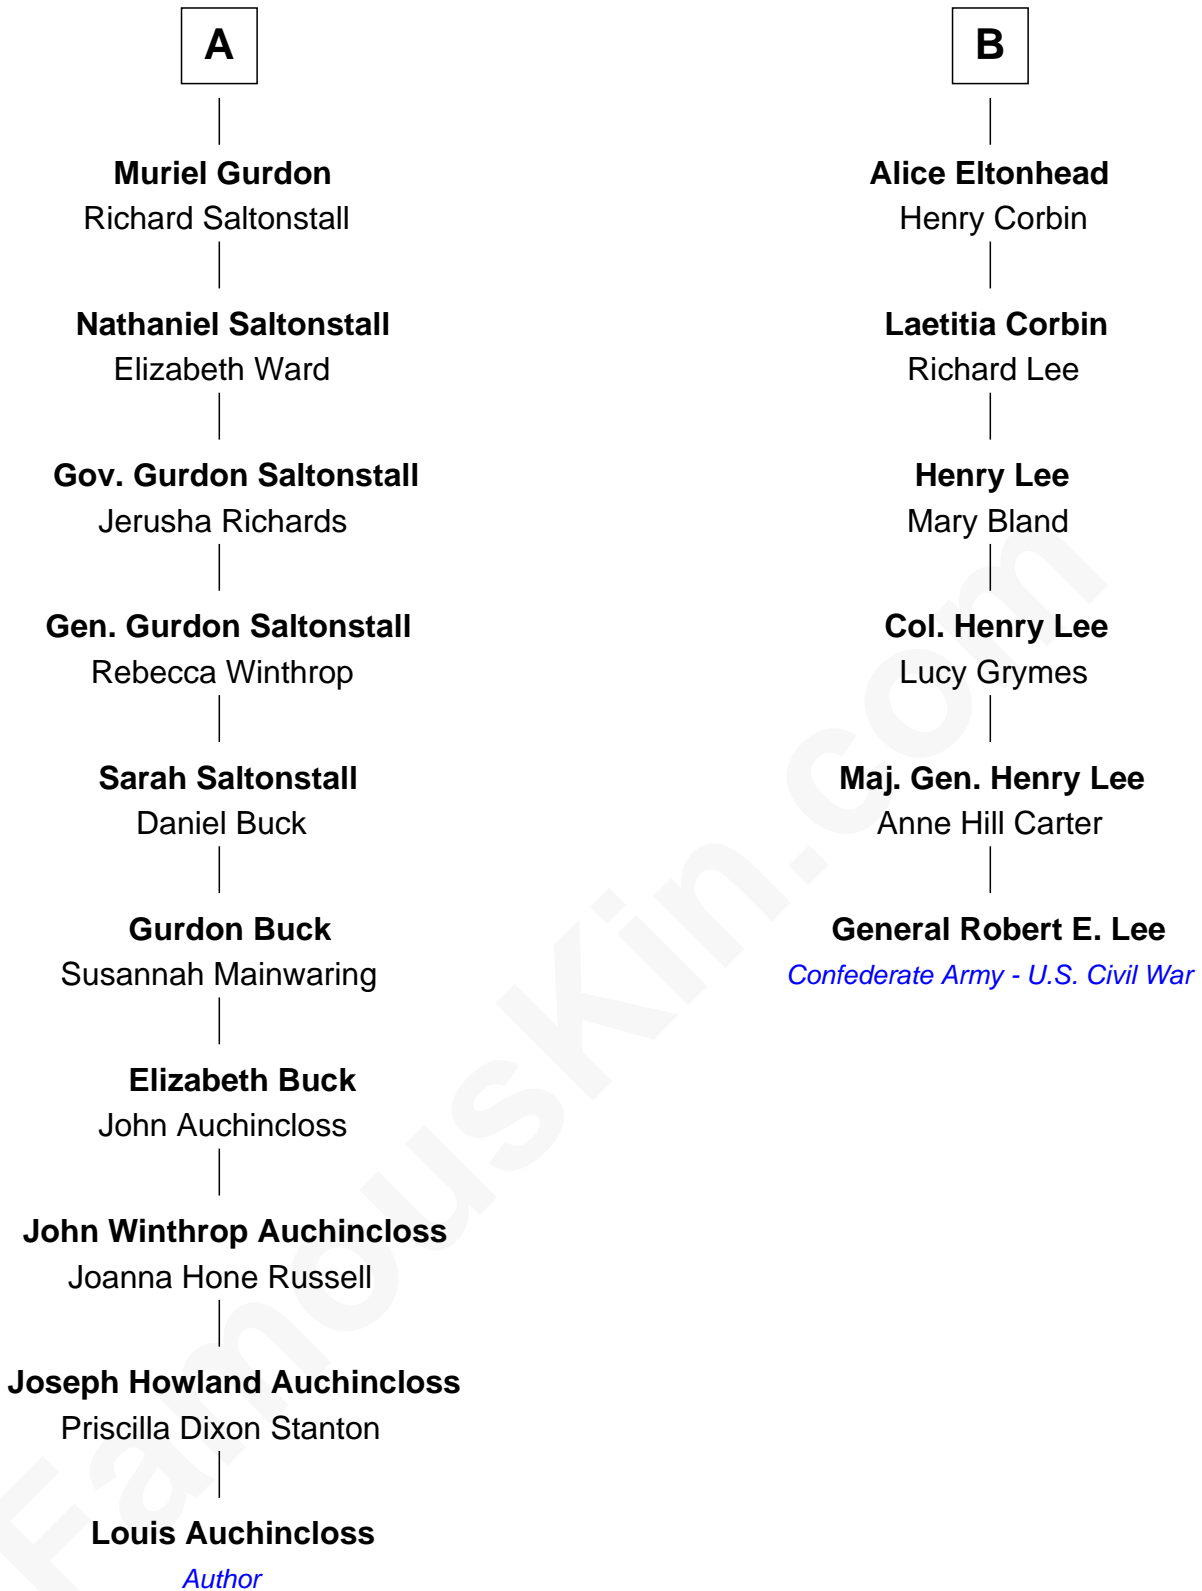 A
Muriel Gurdon
Richard Saltonstall
Nathaniel Saltonstall
Elizabeth Ward
Gov. Gurdon Saltonstall
Jerusha Richards
Gen. Gurdon Saltonstall
Rebecca Winthrop
Sarah Saltonstall
Daniel Buck
Gurdon Buck
Susannah Mainwaring
Elizabeth Buck
John Auchincloss
John Winthrop Auchincloss
Joanna Hone Russell
Joseph Howland Auchincloss
Priscilla Dixon Stanton
Louis Auchincloss
Author
B
Alice Eltonhead
Henry Corbin
Laetitia Corbin
Richard Lee
Henry Lee
Mary Bland
Col. Henry Lee
Lucy Grymes
Maj. Gen. Henry Lee
Anne Hill Carter
General Robert E. Lee
Confederate Army - U.S. Civil War
FamousKin.com